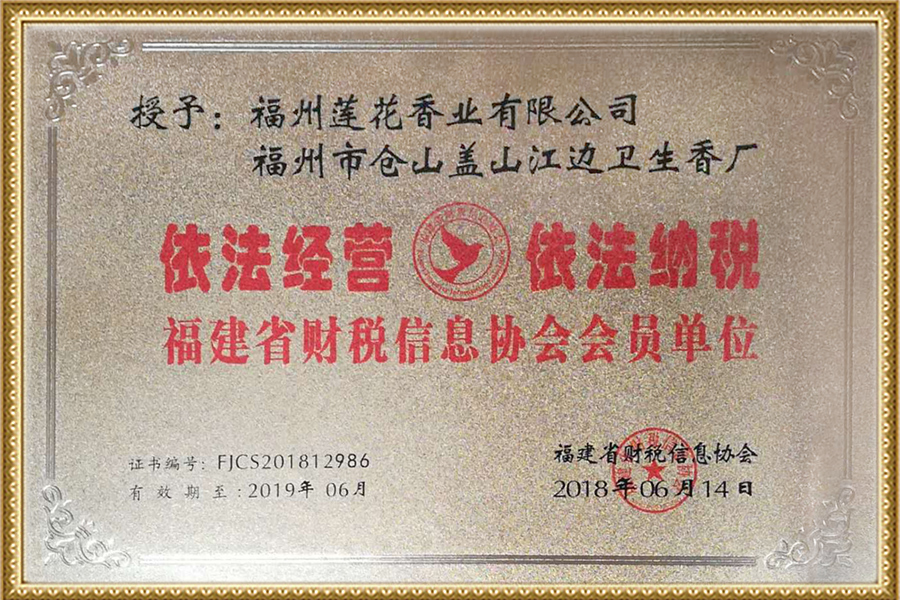 授予：福州莲花香业有限公司
福州市仓山盖山江边卫生香厂
依法经营 依法纳税
福建省财税信息协会会员单位
证书编号：FJCS201812986
有效期至：2019年 06月
福建省财税信息协会
2018年06月14日